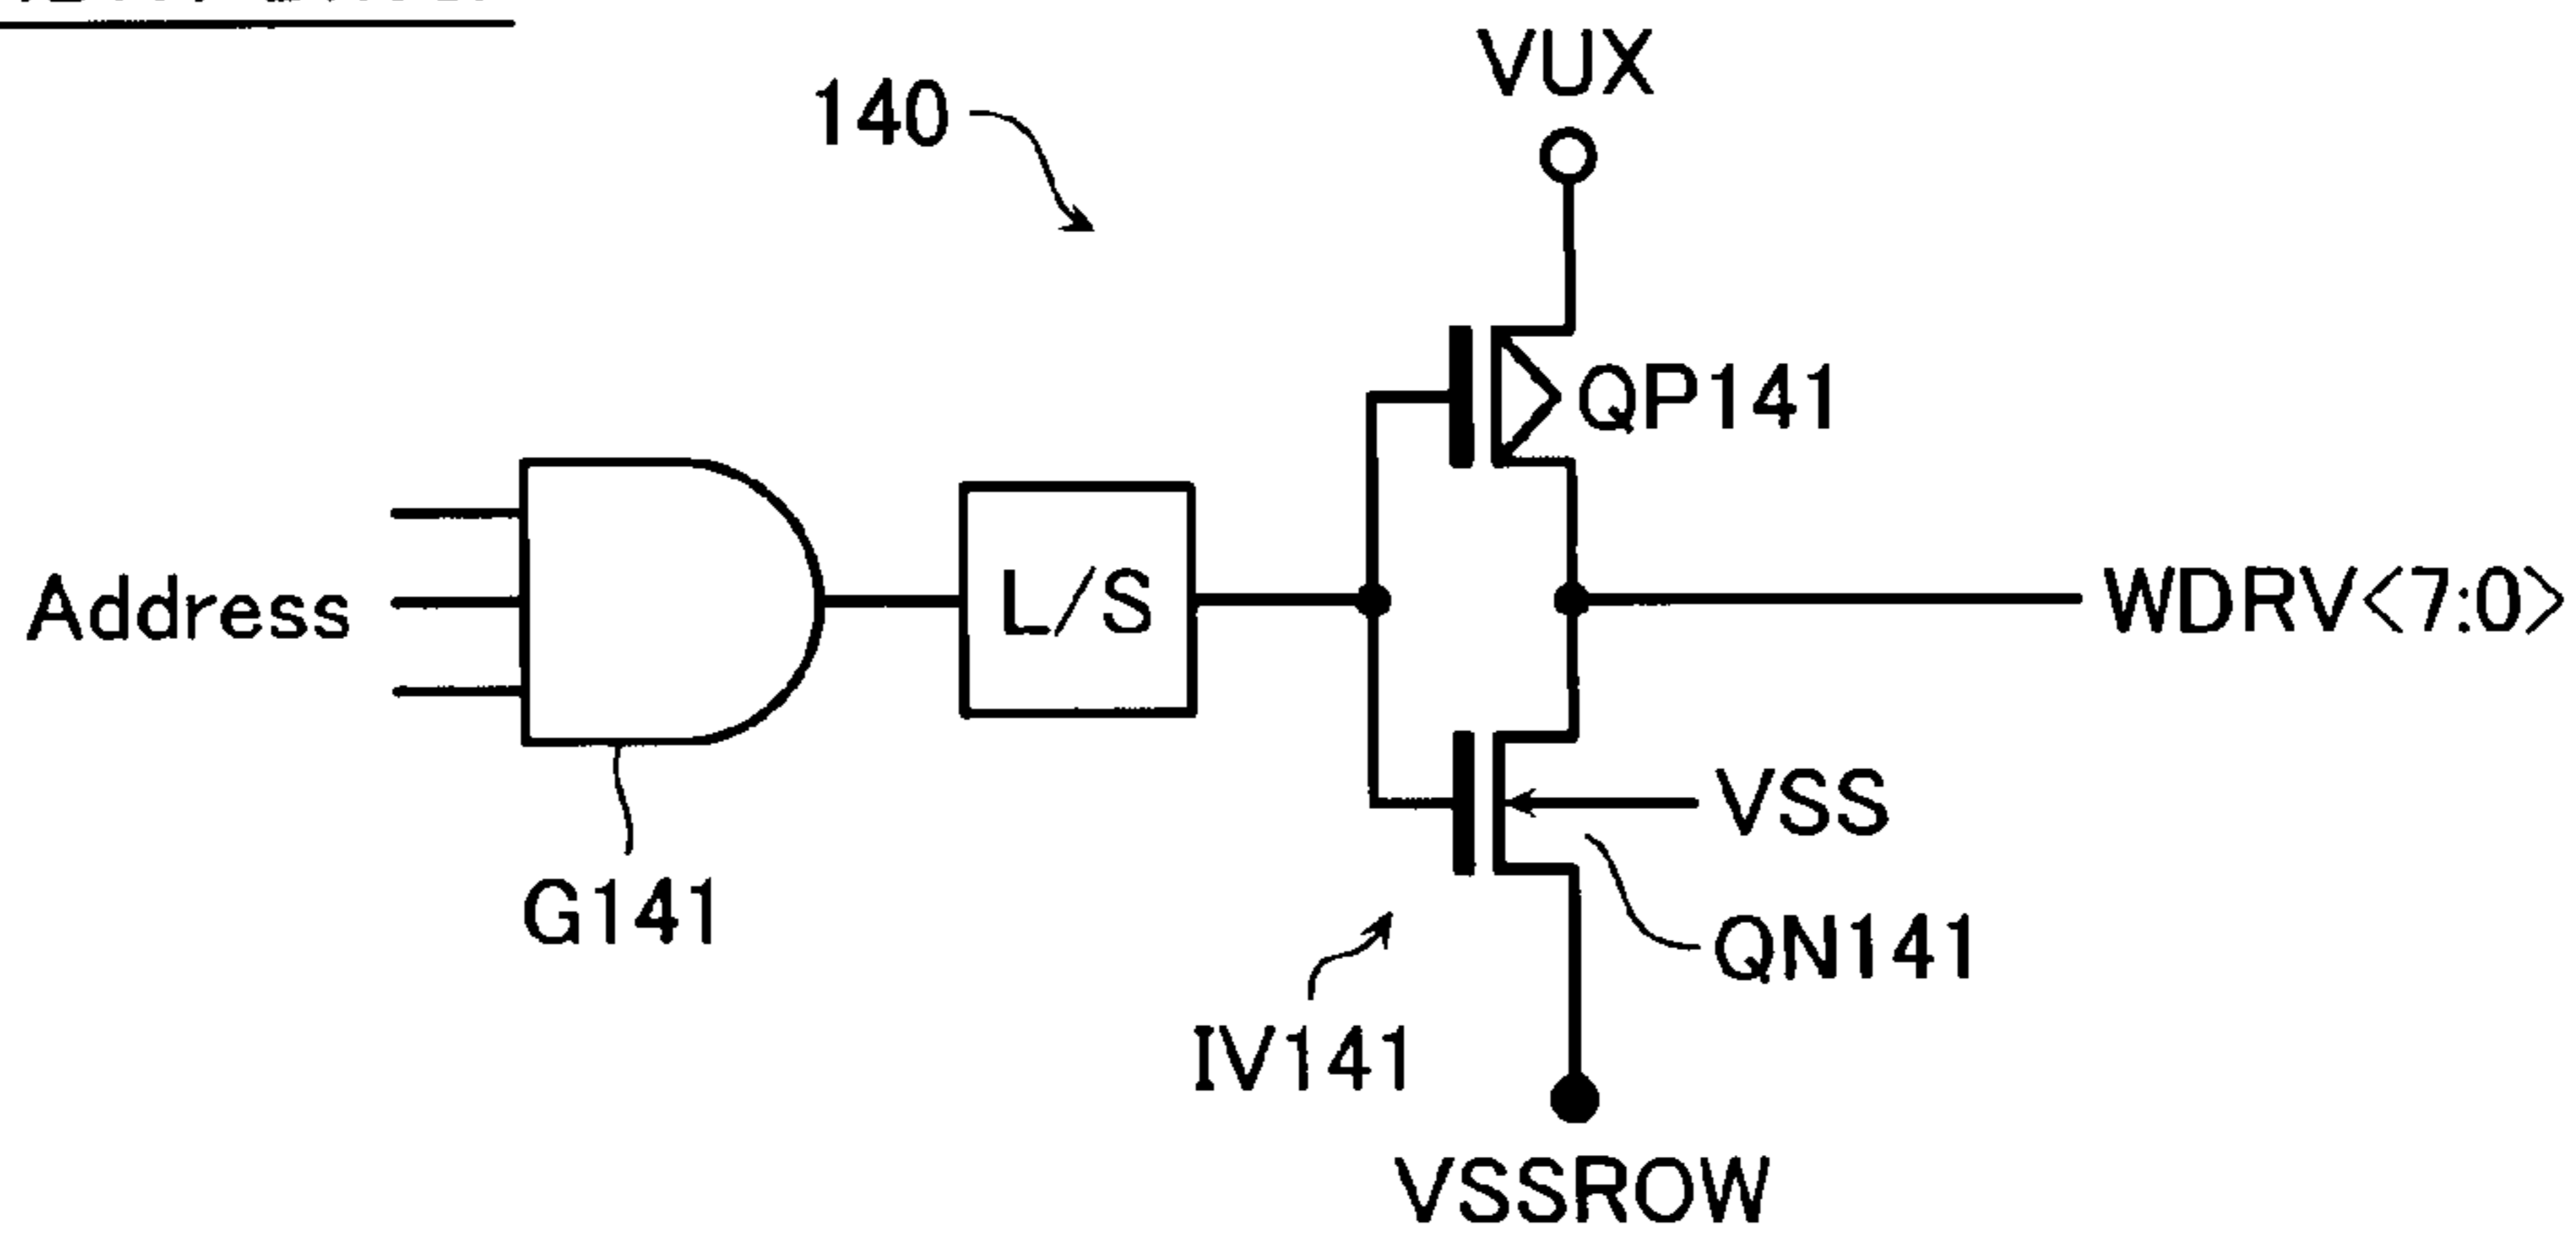 VUX
140
QP141
Address
L/S
WDRV<7:0>
VSS
G141
QN141
IV141
VSSROW